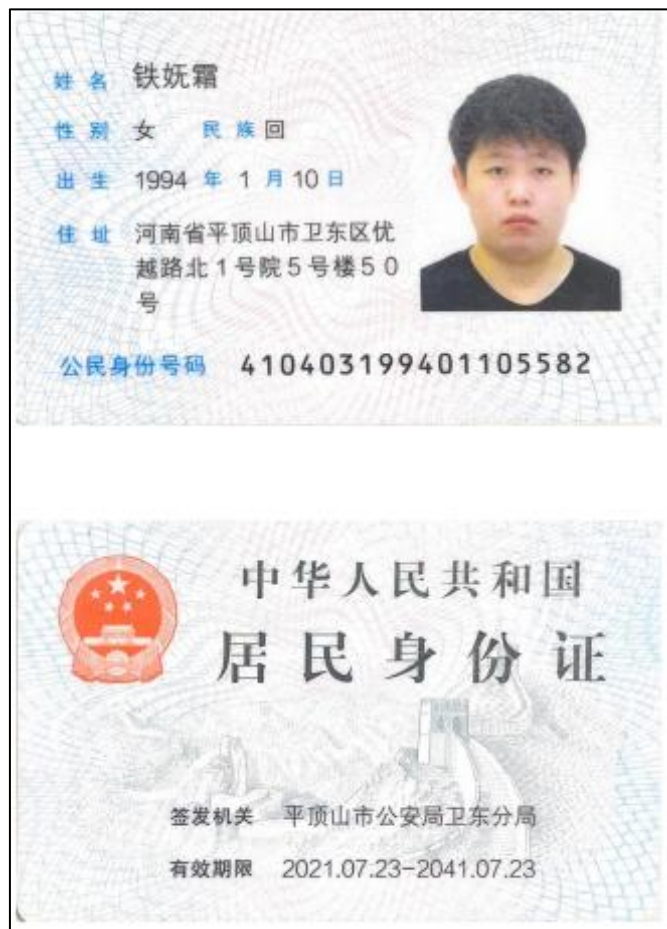 姓名 铁妩霜
性别 女 民族 回
出生 1994 年 1 月 10 日
住址 河南省平顶山市卫东区优
越路北1号院5号楼50
号
公民身份号码 410403199401105582
中华人民共和国
居民身份证
签发机关 平顶山市公安局卫东分局
有效期限 2021.07.23-2041.07.23